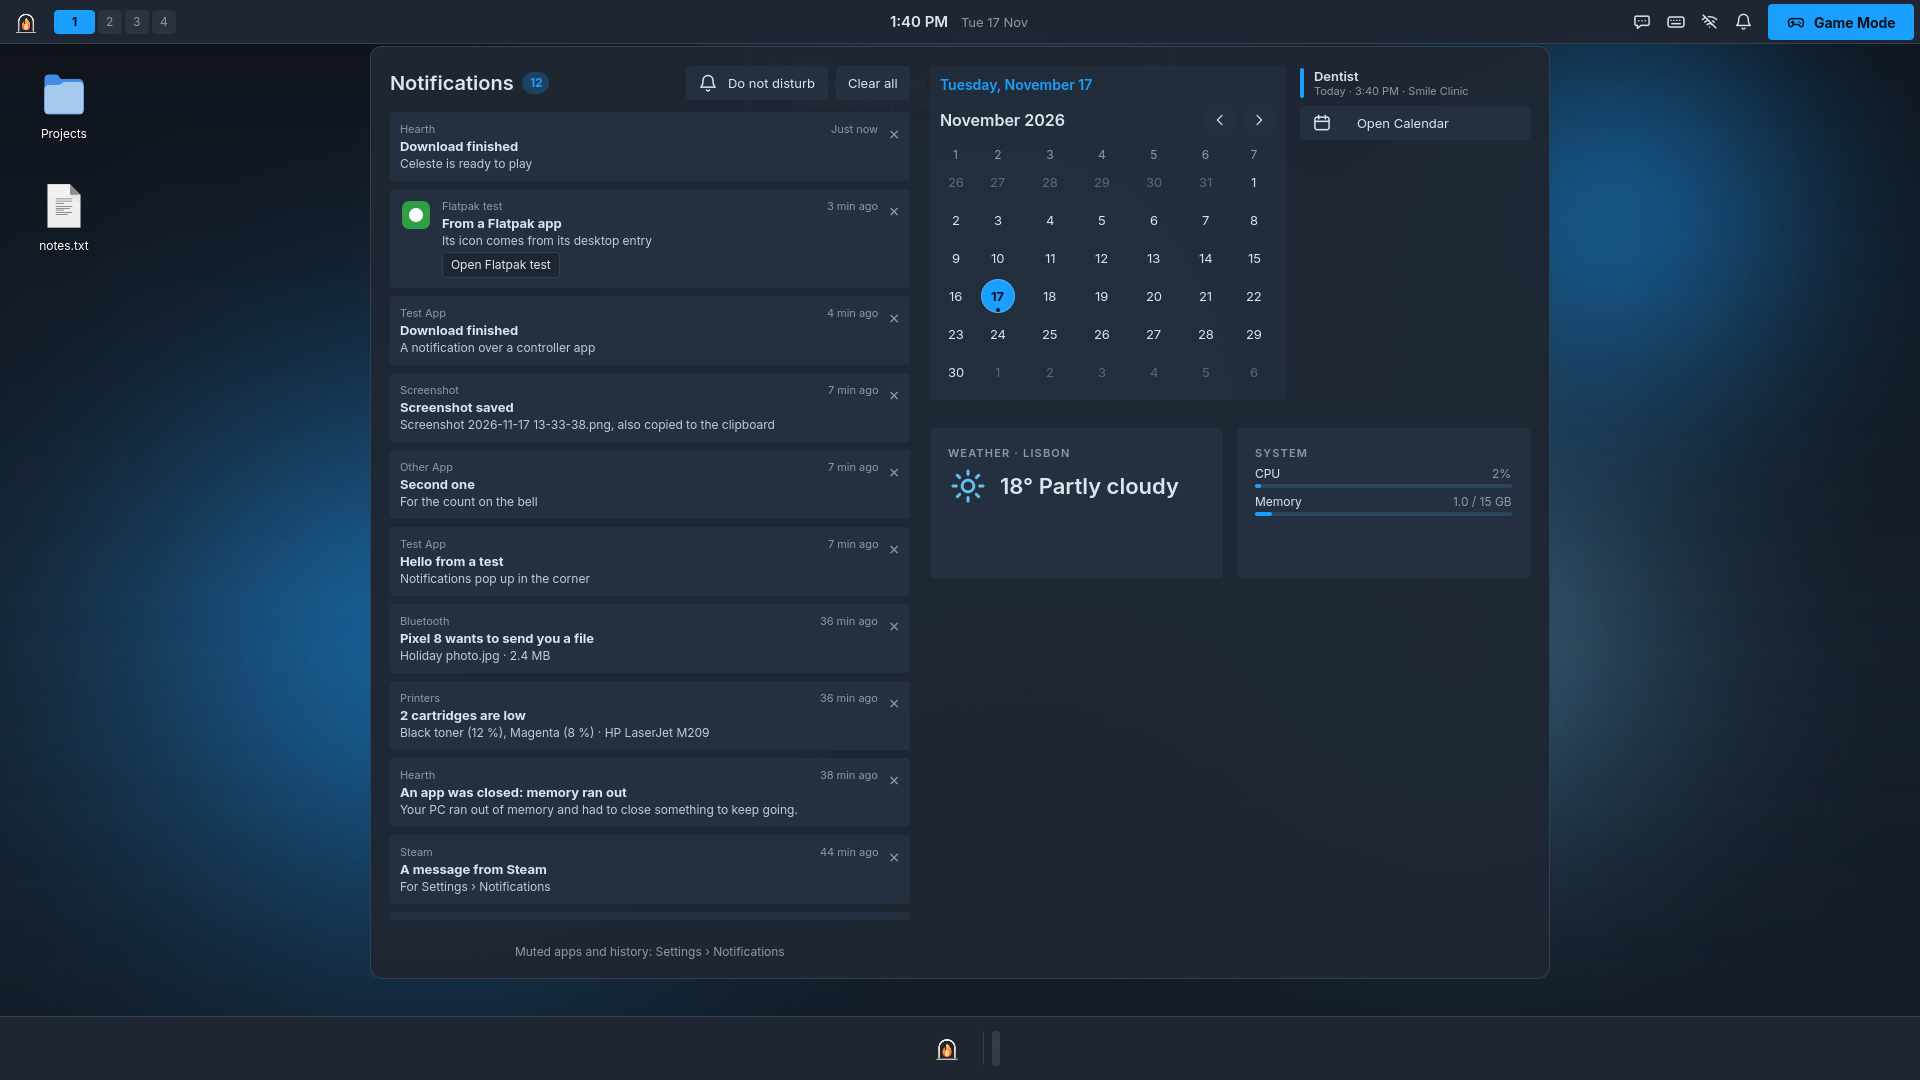 1 2 3 4
1:40 PM Tue 17 Nov
Game Mode
Projects
notes.txt
Notifications 12
Do not disturb
Clear all
Hearth
Just now
Download finished
Celeste is ready to play
Flatpak test
3 min ago
From a Flatpak app
Its icon comes from its desktop entry
Open Flatpak test
Test App
4 min ago
Download finished
A notification over a controller app
Screenshot
7 min ago
Screenshot saved
Screenshot 2026-11-17 13-33-38.png, also copied to the clipboard
Other App
7 min ago
Second one
For the count on the bell
Test App
7 min ago
Hello from a test
Notifications pop up in the corner
Bluetooth
36 min ago
Pixel 8 wants to send you a file
Holiday photo.jpg · 2.4 MB
Printers
36 min ago
2 cartridges are low
Black toner (12 %), Magenta (8 %) · HP LaserJet M209
Hearth
38 min ago
An app was closed: memory ran out
Your PC ran out of memory and had to close something to keep going.
Steam
44 min ago
A message from Steam
For Settings › Notifications
Muted apps and history: Settings › Notifications
Tuesday, November 17
November 2026
1 2 3 4 5 6 7
26 27 28 29 30 31 1
2 3 4 5 6 7 8
9 10 11 12 13 14 15
16 17 18 19 20 21 22
23 24 25 26 27 28 29
30 1 2 3 4 5 6
Dentist
Today · 3:40 PM · Smile Clinic
Open Calendar
WEATHER · LISBON
18° Partly cloudy
SYSTEM
CPU 2%
Memory 1.0 / 15 GB